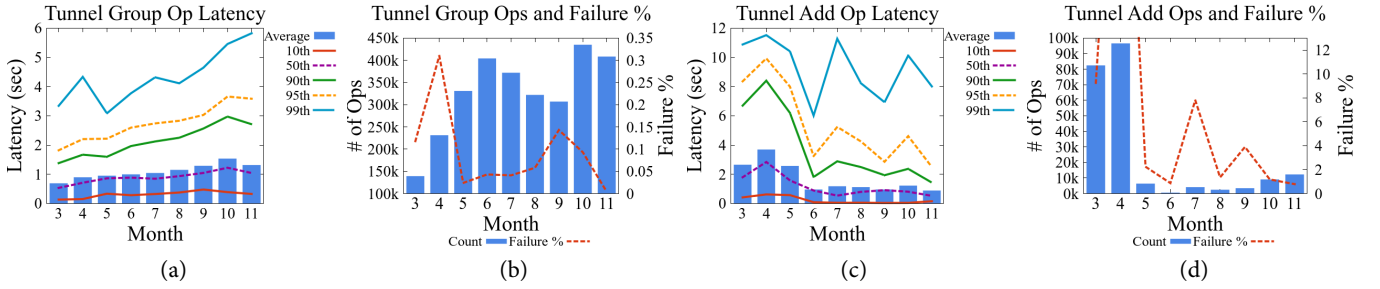 Tunnel Group Op Latency
Latency (sec)
6
5
4
3
2
1
0
3 4 5 6 7 8 9 10 11
Month
Average
10th
50th
90th
95th
99th
(a)
Tunnel Group Ops and Failure %
# of Ops
450k
400k
350k
300k
250k
200k
150k
100k
0.35
0.3
0.25
0.2
0.15
0.1
0.05
0
Failure %
3 4 5 6 7 8 9 10 11
Month
Count Failure %
(b)
Tunnel Add Op Latency
Latency (sec)
12
10
8
6
4
2
0
3 4 5 6 7 8 9 10 11
Month
Average
10th
50th
90th
95th
99th
(c)
Tunnel Add Ops and Failure %
# of Ops
100k
90k
80k
70k
60k
50k
40k
30k
20k
10k
0k
12
10
8
6
4
2
0
Failure %
3 4 5 6 7 8 9 10 11
Month
Count Failure %
(d)